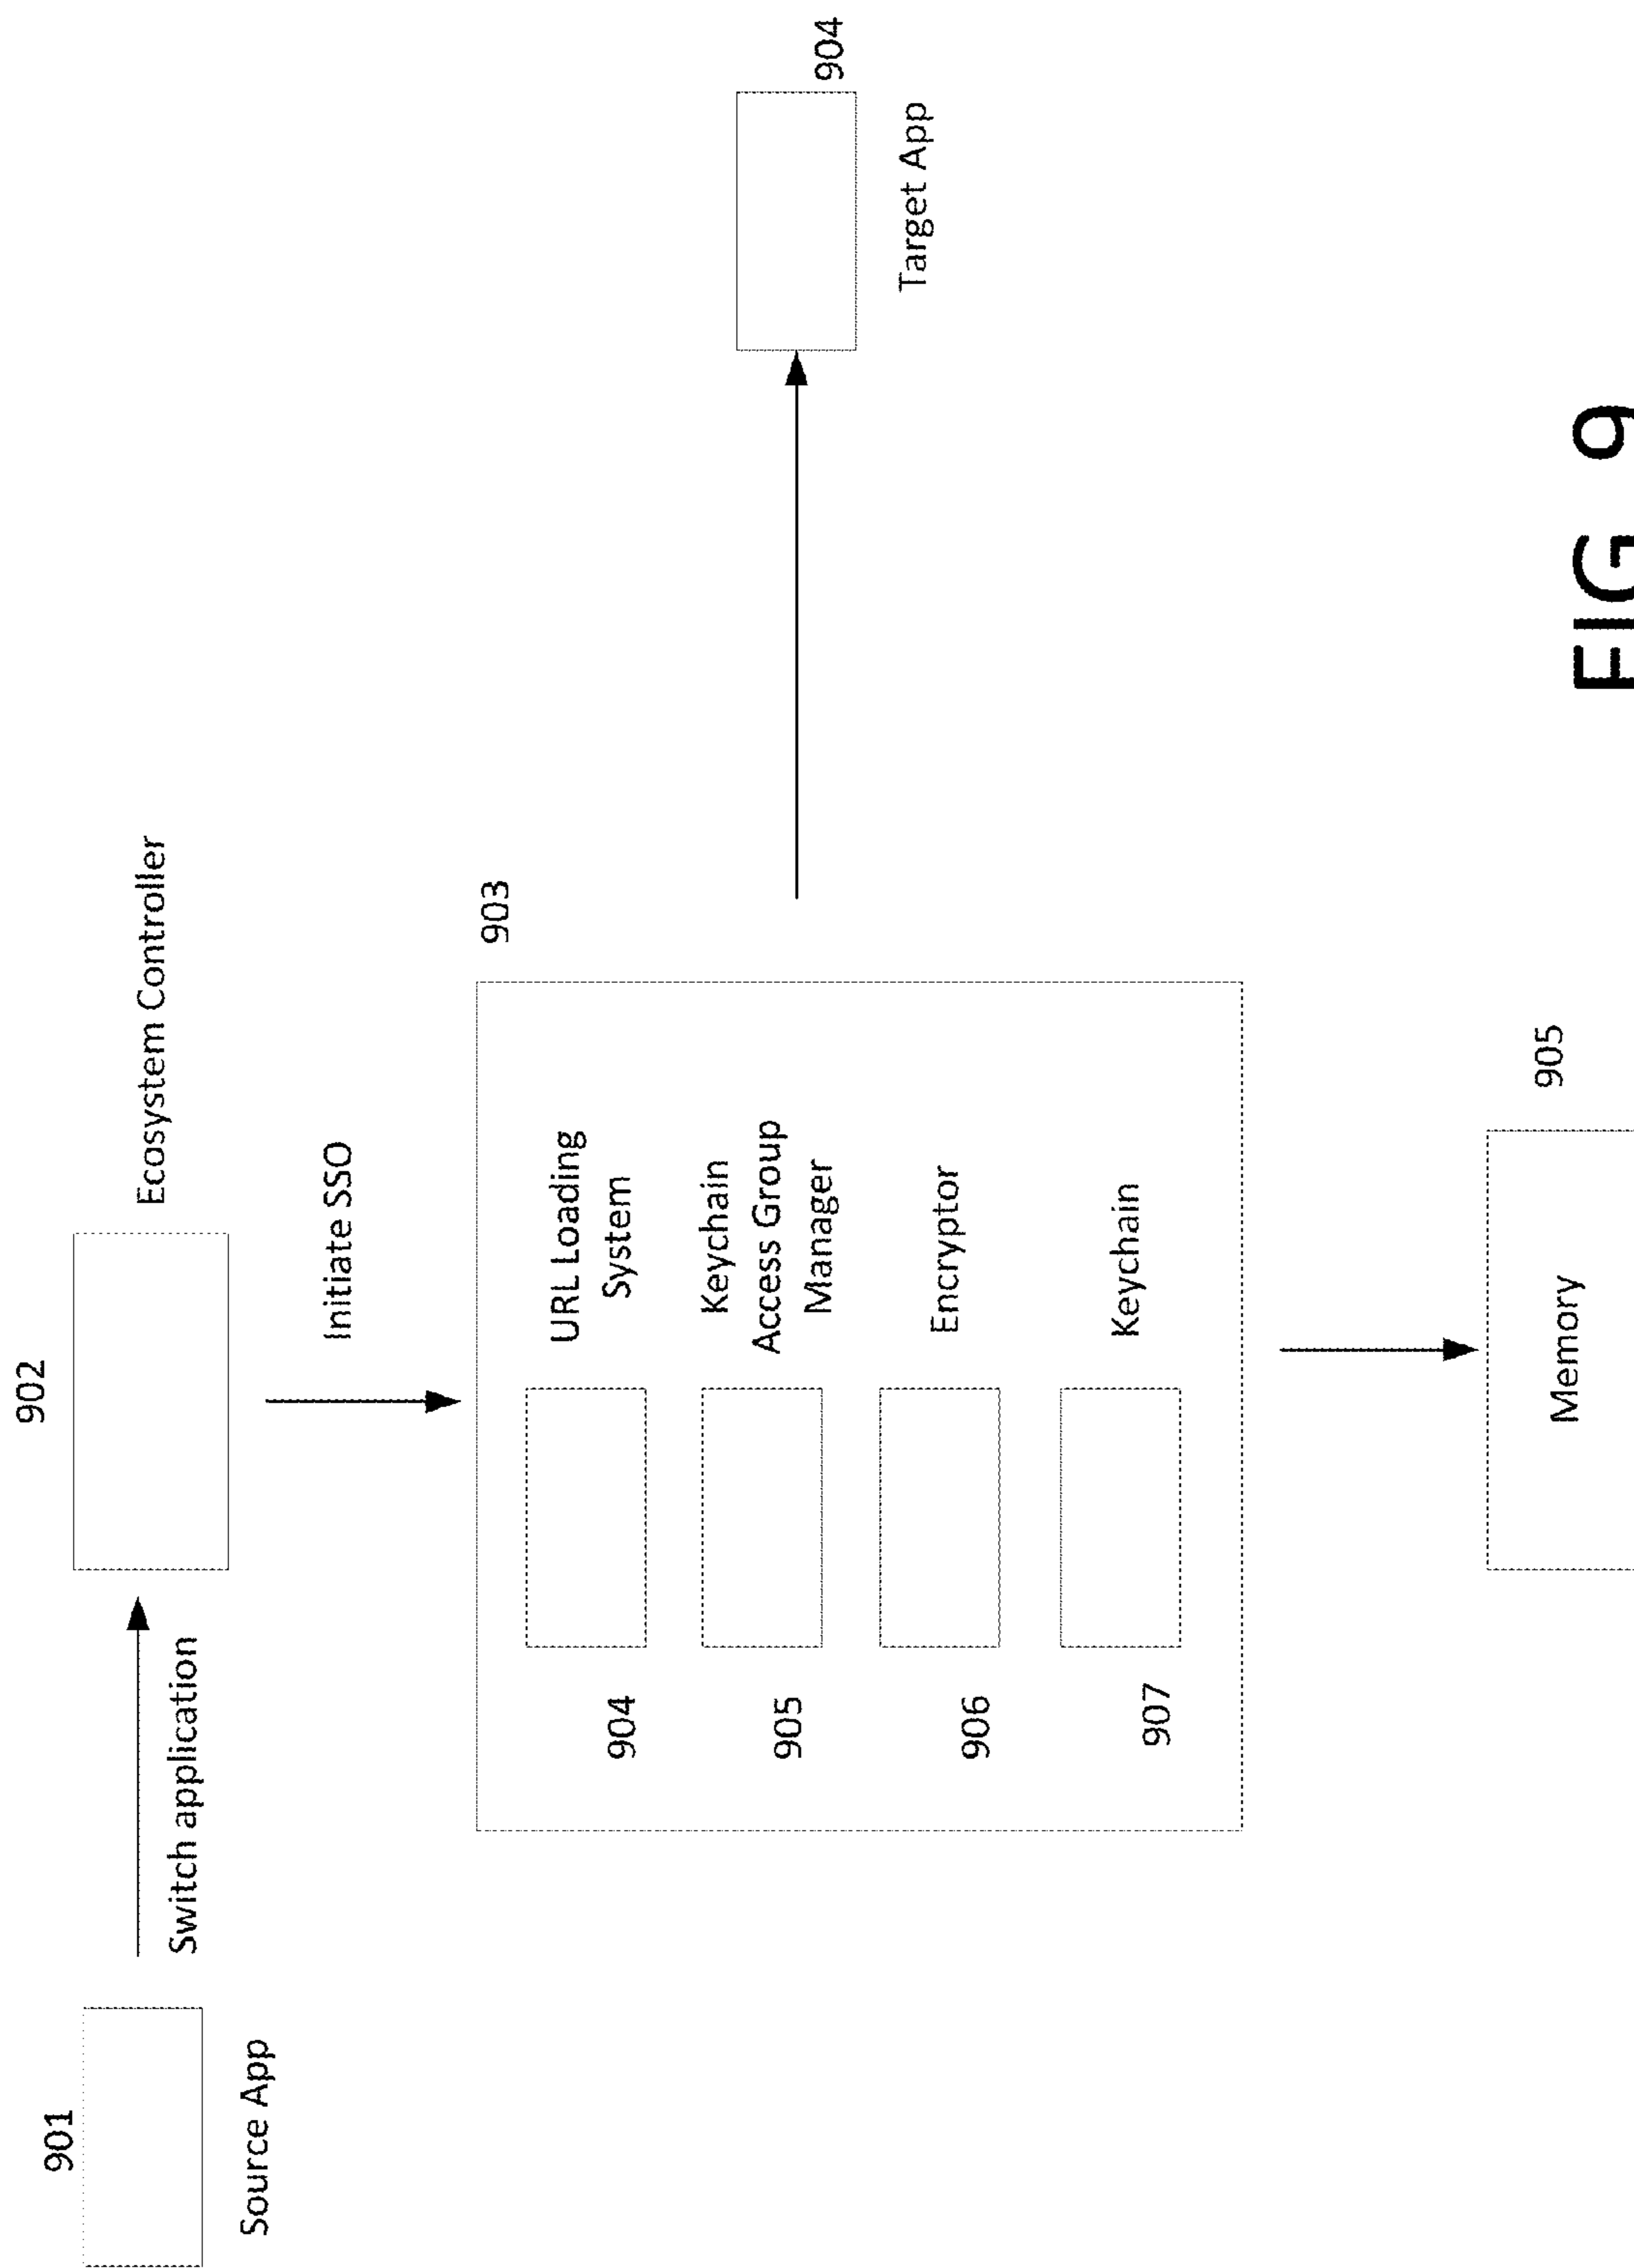 902
901
Ecosystem Controller
Switch application
Source App
Initiate SSO
903
URL Loading
System
904
Keychain
Access Group
Manager
905
904
Target App
Encryptor
906
Keychain
907
905
Memory
FIG 9